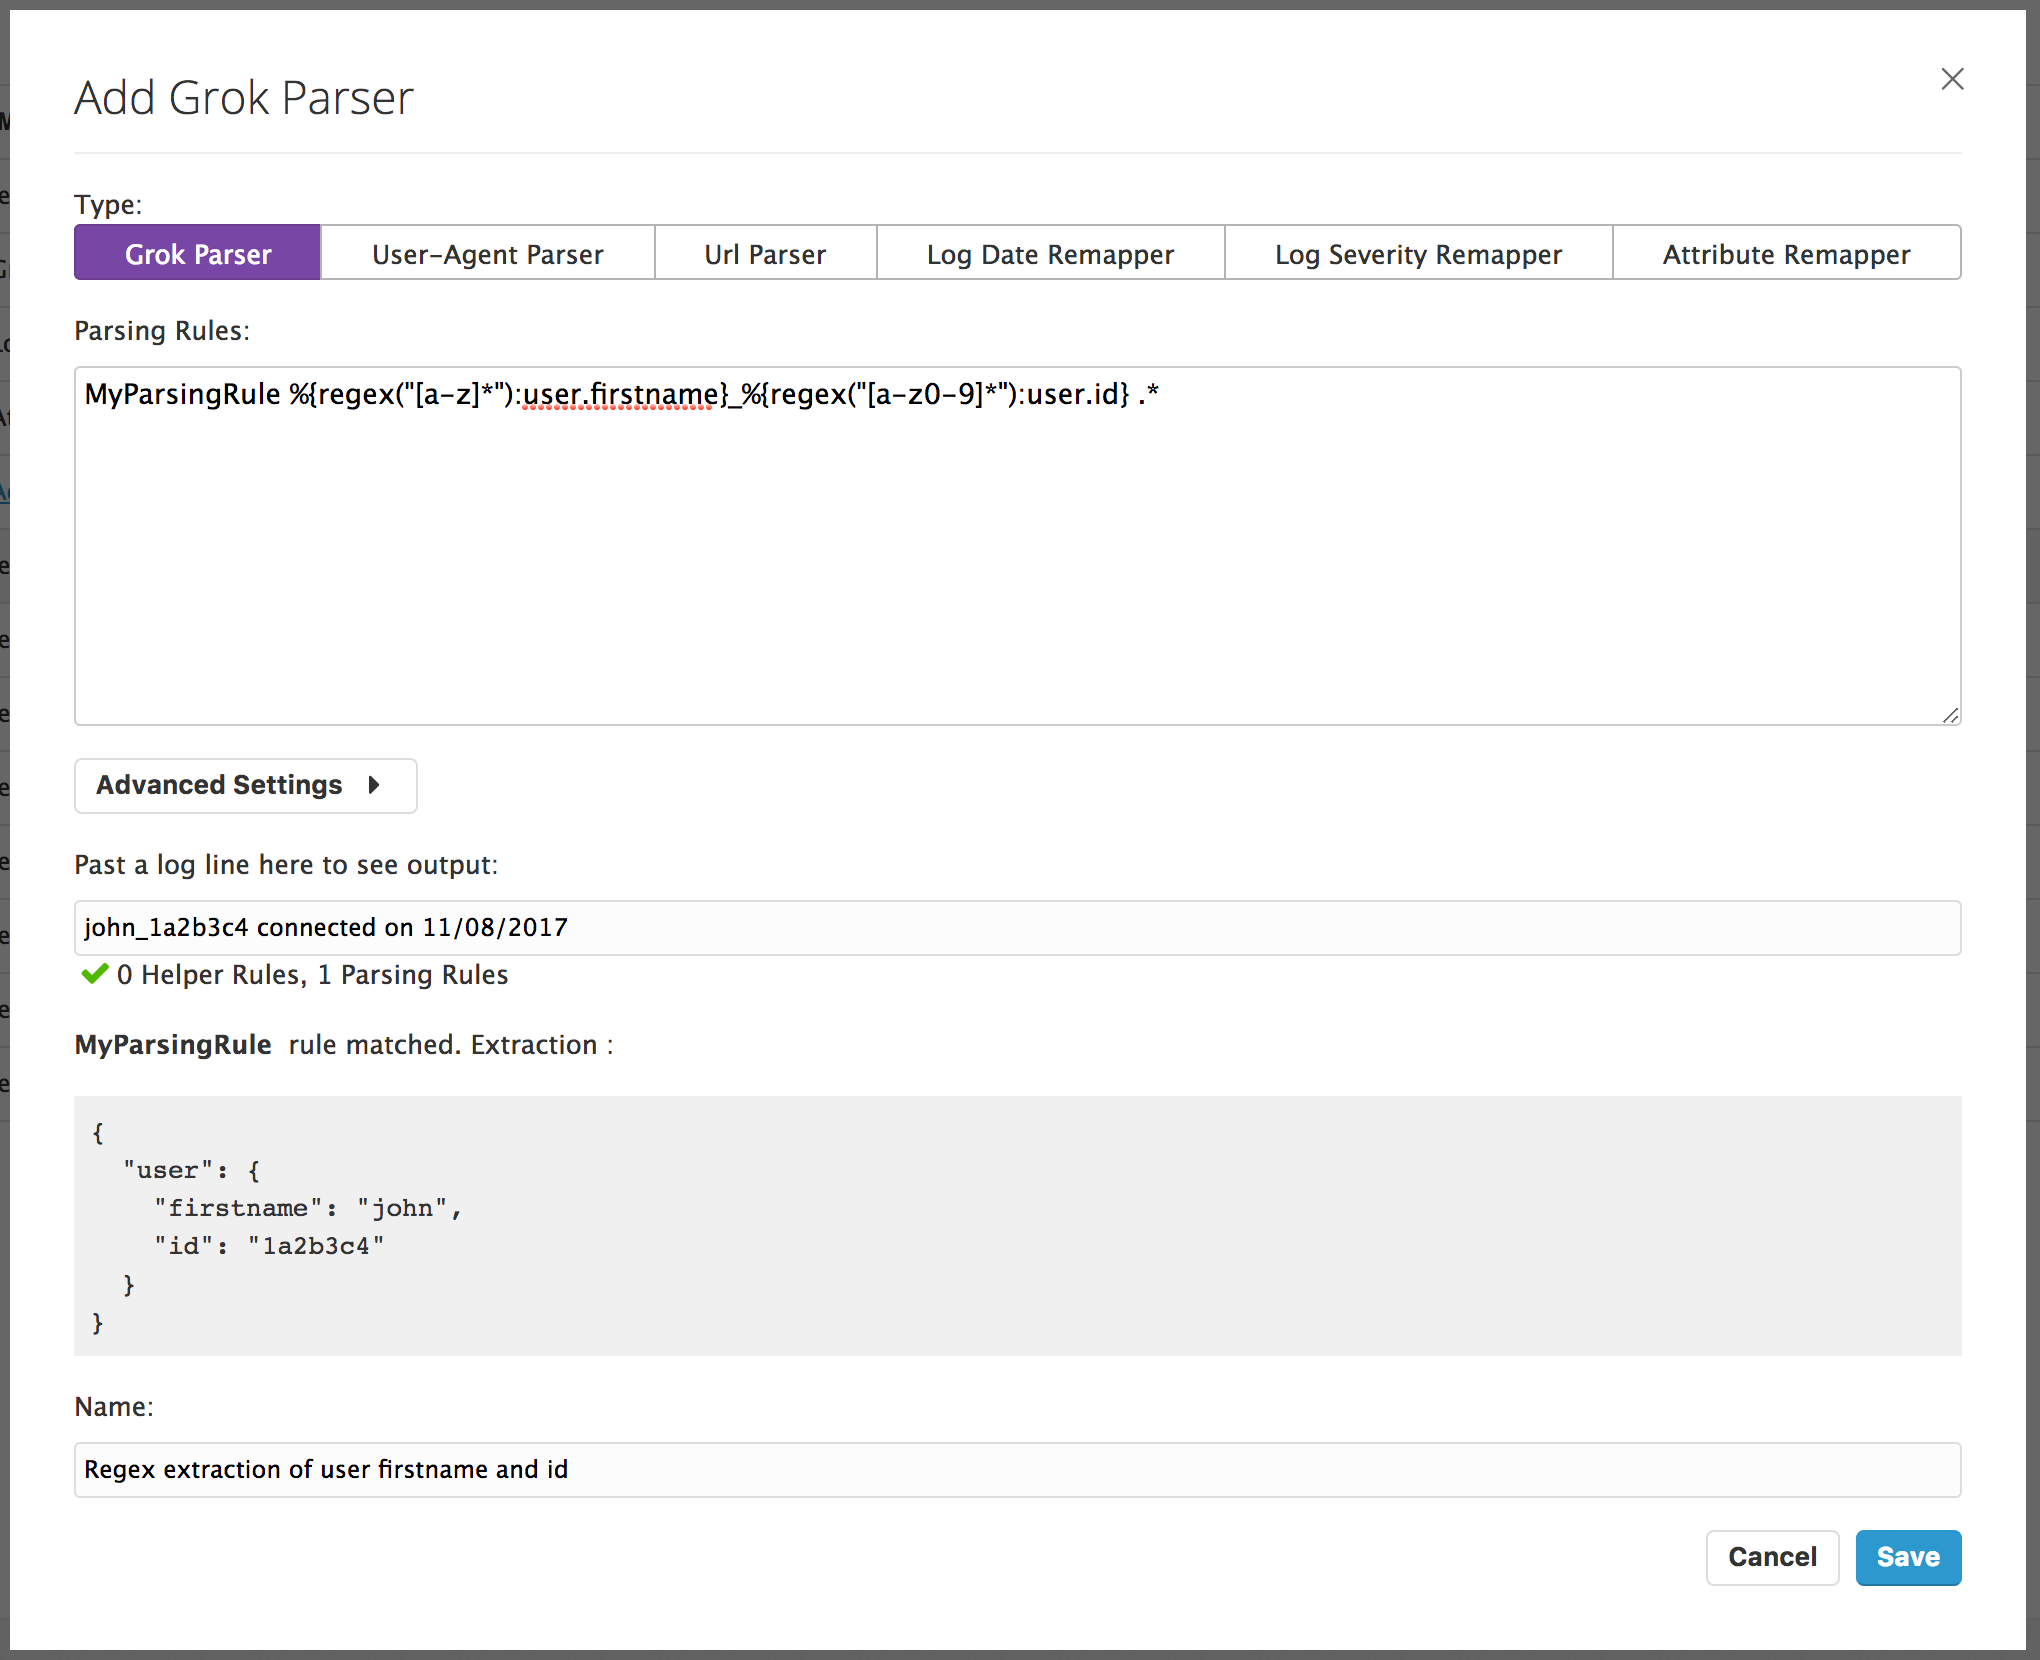 Add Grok Parser
Type:
Grok Parser User-Agent Parser Url Parser Log Date Remapper Log Severity Remapper Attribute Remapper
Parsing Rules:
MyParsingRule %{regex("[a-z]*"):user.firstname}_%{regex("[a-z0-9]*"):user.id} .*
Advanced Settings
Past a log line here to see output:
john_1a2b3c4 connected on 11/08/2017
0 Helper Rules, 1 Parsing Rules
MyParsingRule rule matched. Extraction :
{
"user": {
"firstname": "john",
"id": "1a2b3c4"
}
}
Name:
Regex extraction of user firstname and id
Cancel Save